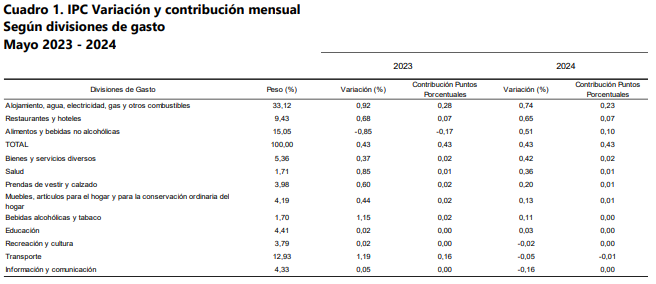 Cuadro 1. IPC Variación y contribución mensual
Según divisiones de gasto
Mayo 2023 - 2024
2023 2024
Divisiones de Gasto Peso (%) Variación (%) Contribución Puntos Porcentuales Variación (%) Contribución Puntos Porcentuales
Alojamiento, agua, electricidad, gas y otros combustibles 33,12 0,92 0,28 0,74 0,23
Restaurantes y hoteles 9,43 0,68 0,07 0,65 0,07
Alimentos y bebidas no alcohólicas 15,05 -0,85 -0,17 0,51 0,10
TOTAL 100,00 0,43 0,43 0,43 0,43
Bienes y servicios diversos 5,36 0,37 0,02 0,42 0,02
Salud 1,71 0,85 0,01 0,36 0,01
Prendas de vestir y calzado 3,98 0,60 0,02 0,20 0,01
Muebles, artículos para el hogar y para la conservación ordinaria del hogar 4,19 0,44 0,02 0,13 0,01
Bebidas alcohólicas y tabaco 1,70 1,15 0,02 0,11 0,00
Educación 4,41 0,02 0,00 0,03 0,00
Recreación y cultura 3,79 0,02 0,00 -0,02 0,00
Transporte 12,93 1,19 0,16 -0,05 -0,01
Información y comunicación 4,33 0,05 0,00 -0,16 0,00